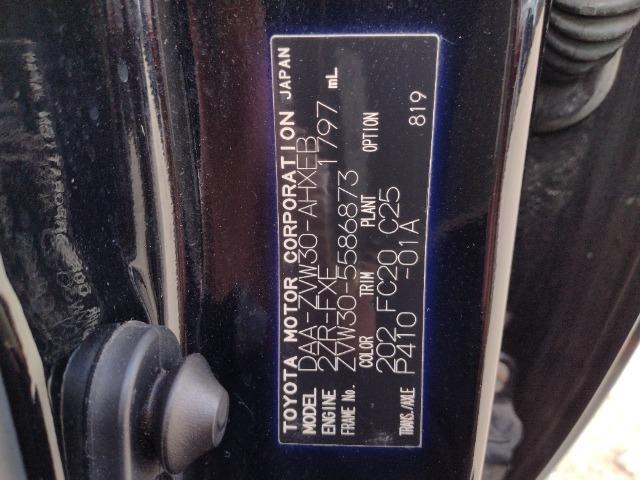 TOYOTA MOTOR CORPORATION JAPAN
MODEL DAA-ZVW30-AHXEB
ENGINE 2ZR-FXE 1797 mL
FRAME No. ZVW30-5586873
COLOR TRIM PLANT OPTION
202 FC20 C25
TRANS./AXLE P410 -01A 819